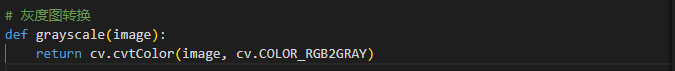 # 灰度图转换
def grayscale(image):
    return cv.cvtColor(image, cv.COLOR_RGB2GRAY)